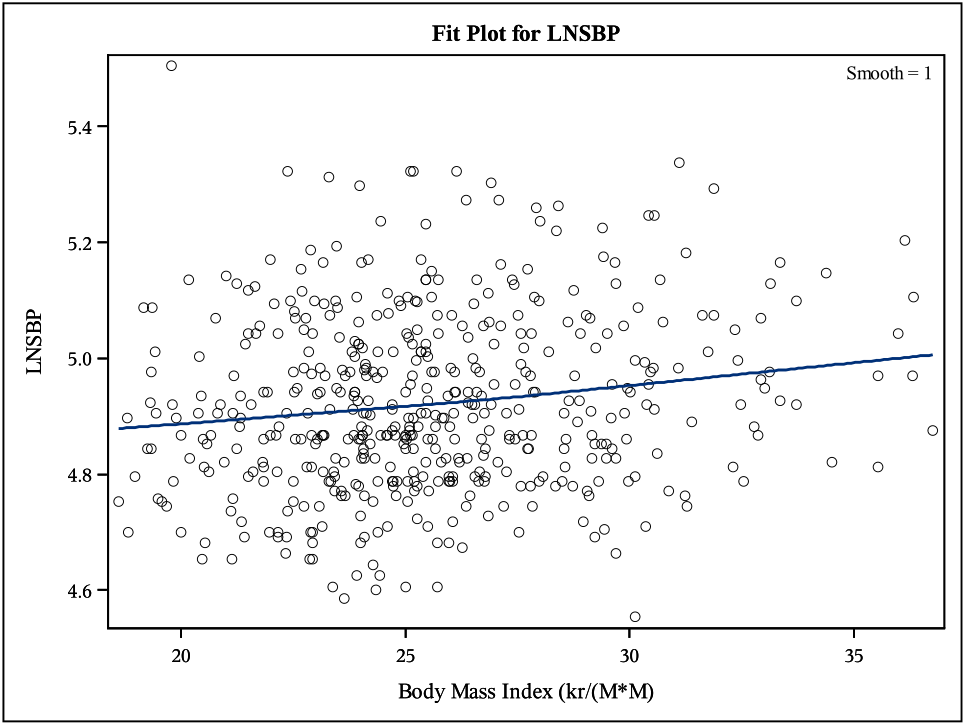 Fit Plot for LNSBP
Smooth = 1
5.4
5.2
5.0
4.8
4.6
LNSBP
20 25 30 35
Body Mass Index (kr/(M*M)